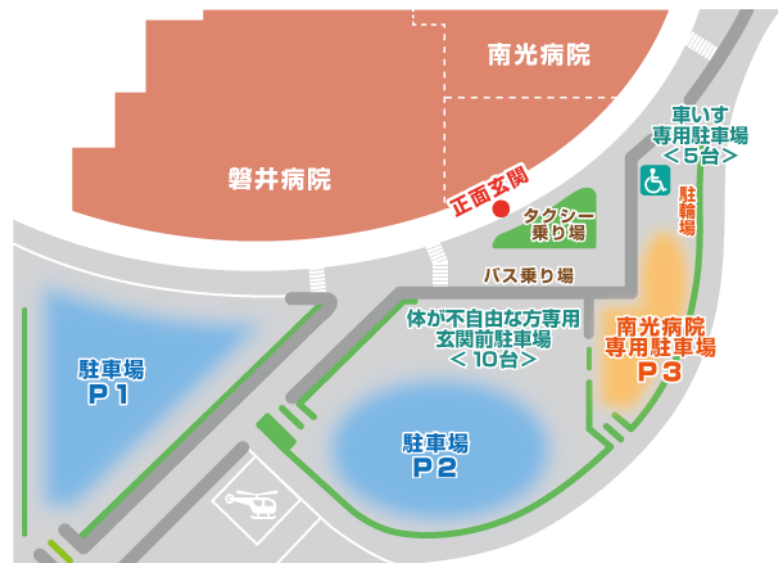 南光病院
車いす
専用駐車場
<5台>
磐井病院
正面玄関
駐輪場
タクシー
乗り場
バス乗り場
体が不自由な方専用
玄関前駐車場
<10台>
南光病院
専用駐車場
P3
駐車場
P1
駐車場
P2